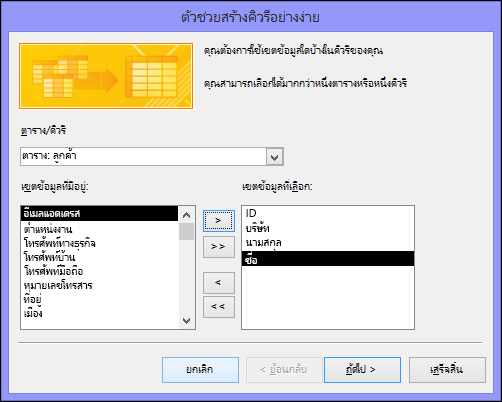 ตัวช่วยสร้างคิวรีอย่างง่าย
คุณต้องการใช้เขตข้อมูลใดบ้างในคิวรีของคุณ
คุณสามารถเลือกได้มากกว่าหนึ่งตารางหรือหนึ่งคิวรี
ตาราง/คิวรี
ตาราง: ลูกค้า
เขตข้อมูลที่มีอยู่:
เขตข้อมูลที่เลือก:
อีเมลแอดเดรส
ตำแหน่งงาน
โทรศัพท์ทางธุรกิจ
โทรศัพท์บ้าน
โทรศัพท์มือถือ
หมายเลขโทรสาร
ที่อยู่
เมือง
>
>>
<
<<
ID
บริษัท
นามสกุล
ชื่อ
ยกเลิก
< ย้อนกลับ
ถัดไป >
เสร็จสิ้น